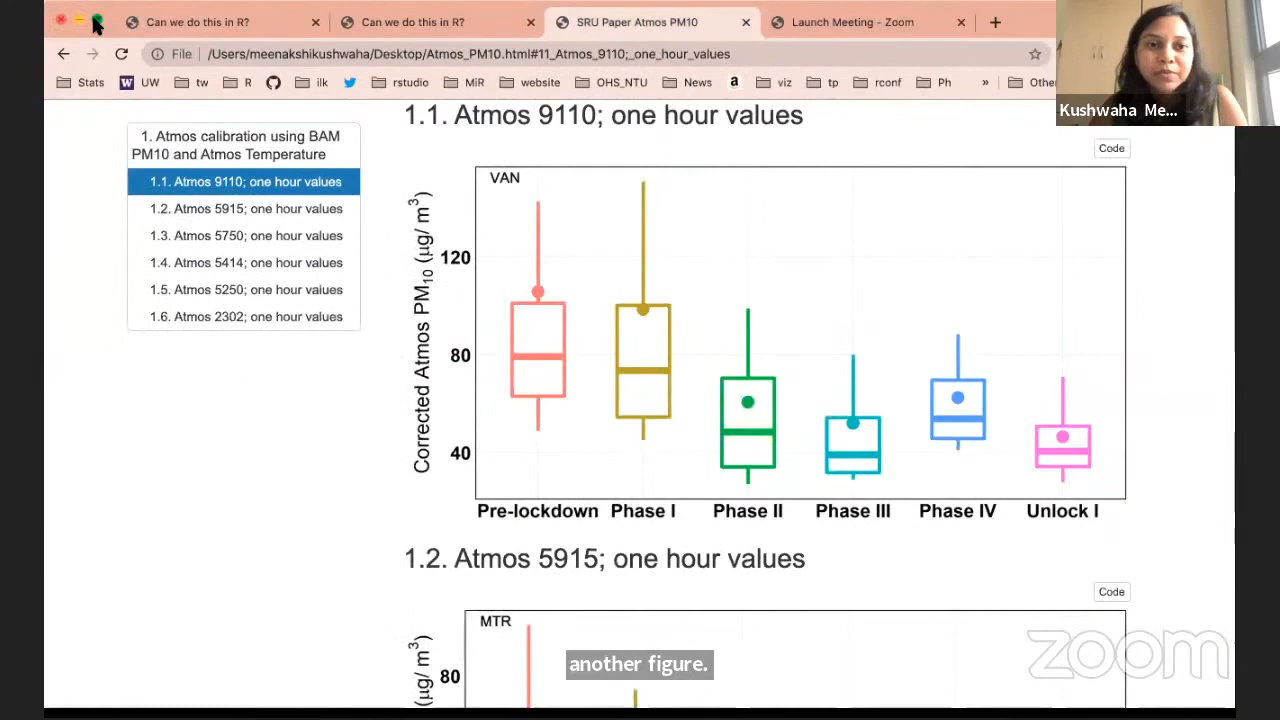 Can we do this in R?
Can we do this in R?
SRU Paper Atmos PM10
Launch Meeting - Zoom
File
/Users/meenakshikushwaha/Desktop/Atmos_PM10.html#11_Atmos_9110;_one_hour_values
Stats
W UW
tw
R
ilk
rstudio
MiR
website
OHS_NTU
News
a
viz
tp
rconf
Ph
»
Other
Kushwaha Me...
1. Atmos calibration using BAM
PM10 and Atmos Temperature
1.1. Atmos 9110; one hour values
1.2. Atmos 5915; one hour values
1.3. Atmos 5750; one hour values
1.4. Atmos 5414; one hour values
1.5. Atmos 5250; one hour values
1.6. Atmos 2302; one hour values
1.1. Atmos 9110; one hour values
Code
VAN
Corrected Atmos PM10 (μg/ m3)
120
80
40
Pre-lockdown Phase I Phase II Phase III Phase IV Unlock I
1.2. Atmos 5915; one hour values
Code
MTR
(μg/ m3)
80
another figure.
zoom